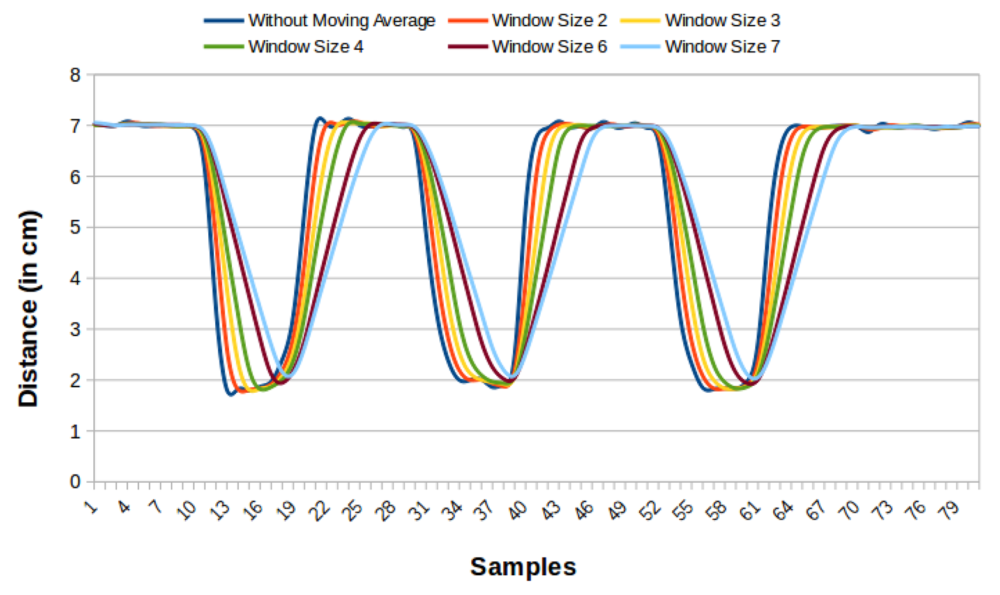 Without Moving Average Window Size 2 Window Size 3
Window Size 4 Window Size 6 Window Size 7
8
7
6
5
4
3
2
1
0
Distance (in cm)
1 4 7 10 13 16 19 22 25 28 31 34 37 40 43 46 49 52 55 58 61 64 67 70 73 76 79
Samples